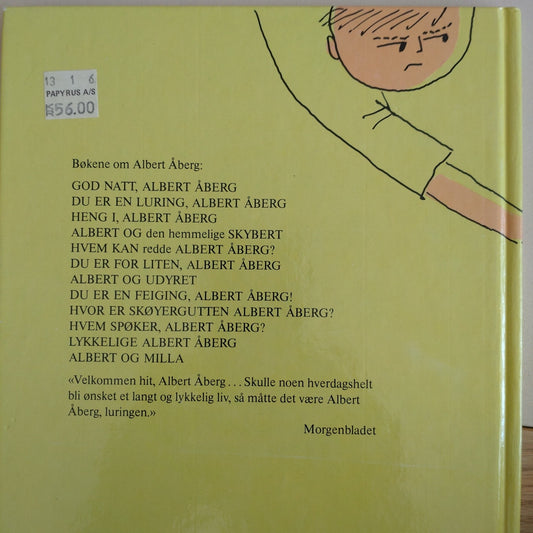 13 1 6
PAPYRUS A/S
56.00
Bøkene om Albert Åberg:
GOD NATT, ALBERT ÅBERG
DU ER EN LURING, ALBERT ÅBERG
HENG I, ALBERT ÅBERG
ALBERT OG den hemmelige SKYBERT
HVEM KAN redde ALBERT ÅBERG?
DU ER FOR LITEN, ALBERT ÅBERG
ALBERT OG UDYRET
DU ER EN FEIGING, ALBERT ÅBERG!
HVOR ER SKØYERGUTTEN ALBERT ÅBERG?
HVEM SPØKER, ALBERT ÅBERG?
LYKKELIGE ALBERT ÅBERG
ALBERT OG MILLA
«Velkommen hit, Albert Åberg . . . Skulle noen hverdagshelt
bli ønsket et langt og lykkelig liv, så måtte det være Albert
Åberg, luringen.»
Morgenbladet